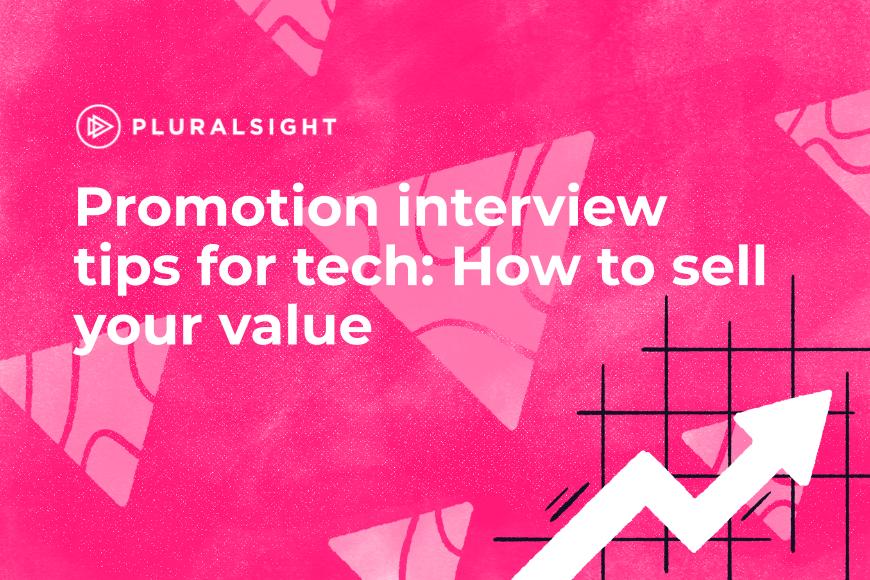 PLURALSIGHT
Promotion interview
tips for tech: How to sell
your value